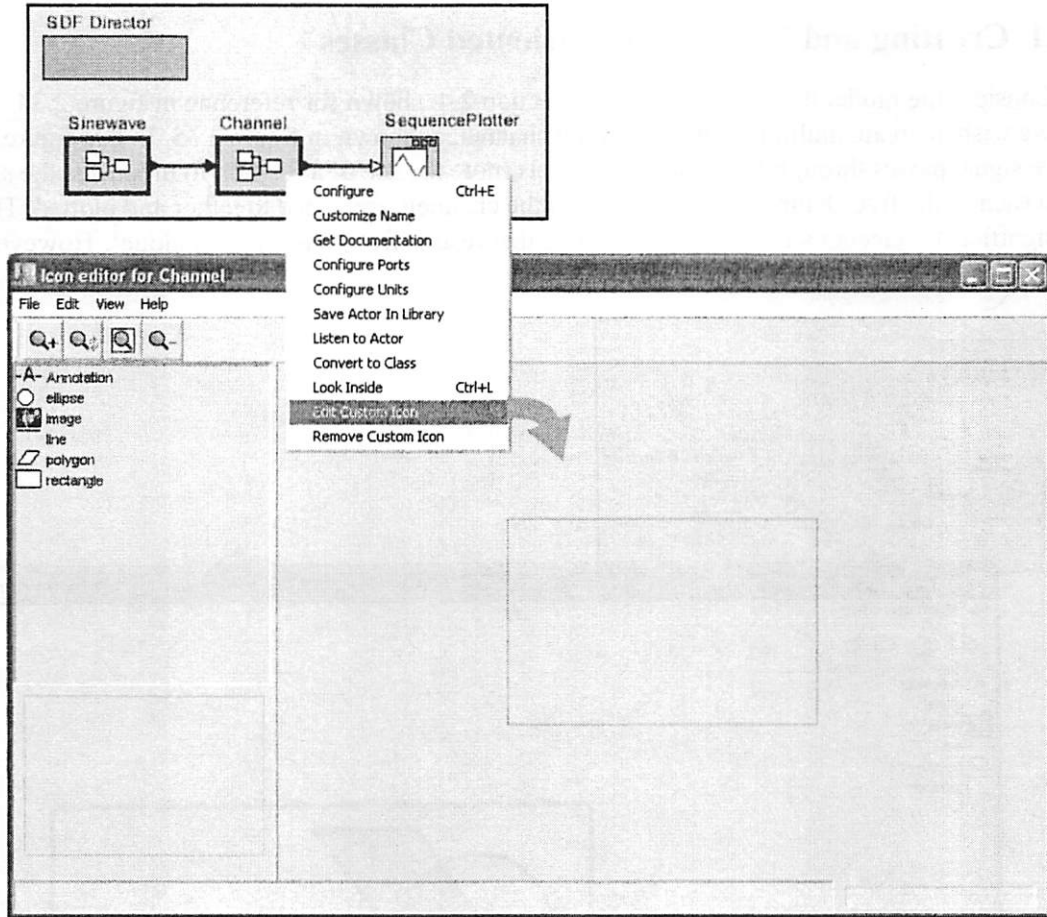 SDF Director
Sinewave
Channel
SequencePlotter
Configure Ctrl+E
Customize Name
Get Documentation
Configure Ports
Configure Units
Save Actor In Library
Listen to Actor
Convert to Class
Look Inside Ctrl+L
Edit Custom Icon
Remove Custom Icon
Icon editor for Channel
File Edit View Help
-A- Annotation
ellipse
image
line
polygon
rectangle